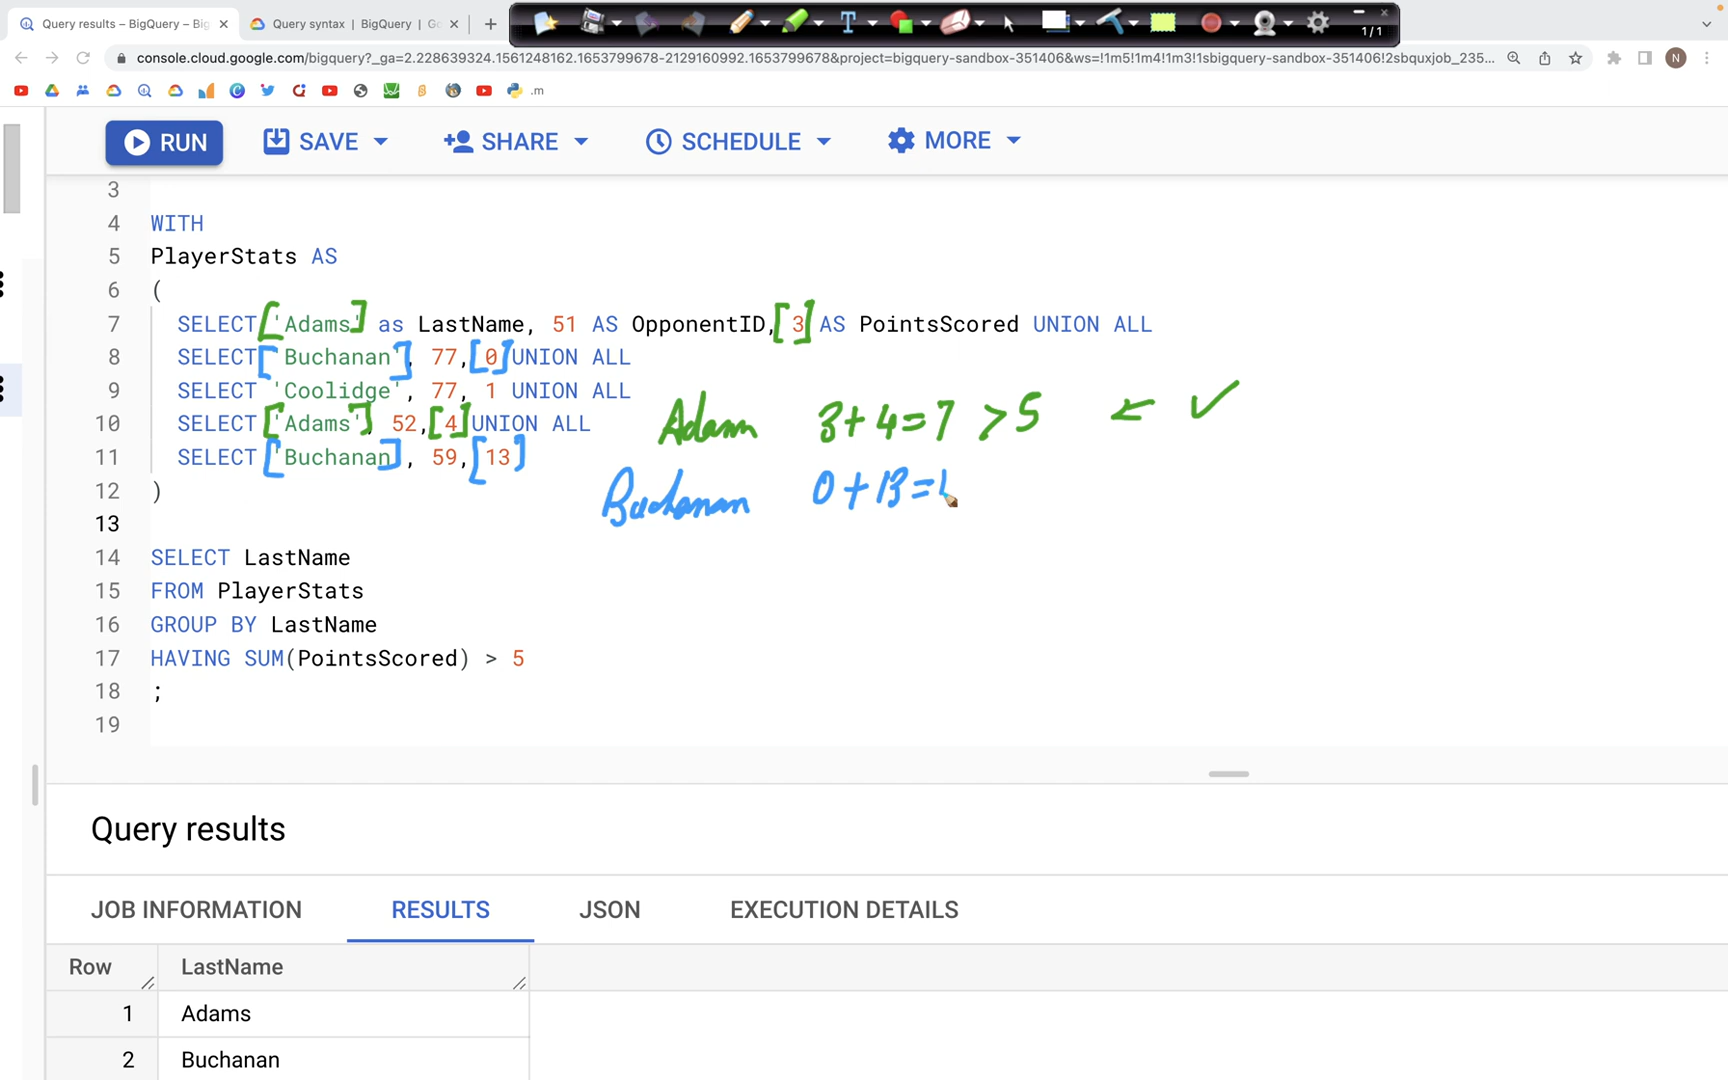 Query results – BigQuery – Big
Query syntax | BigQuery | Go
1/1
console.cloud.google.com/bigquery?_ga=2.228639324.1561248162.1653799678-2129160992.1653799678&project=bigquery-sandbox-351406&ws=!1m5!1m4!1m3!1sbigquery-sandbox-351406!2sbquxjob_235...
N
.m
RUN SAVE SHARE SCHEDULE MORE
3
4 WITH
5 PlayerStats AS
6 (
7 SELECT ['Adams'] as LastName, 51 AS OpponentID, [3] AS PointsScored UNION ALL
8 SELECT ['Buchanan'], 77, [0] UNION ALL
9 SELECT 'Coolidge', 77, 1 UNION ALL
10 SELECT ['Adams'], 52, [4] UNION ALL
Adam 3+4=7 >5 ← ✓
11 SELECT ['Buchanan'], 59, [13]
12 )
Buchanan 0+13=1
13
14 SELECT LastName
15 FROM PlayerStats
16 GROUP BY LastName
17 HAVING SUM(PointsScored) > 5
18 ;
19
Query results
JOB INFORMATION RESULTS JSON EXECUTION DETAILS
Row LastName
1 Adams
2 Buchanan